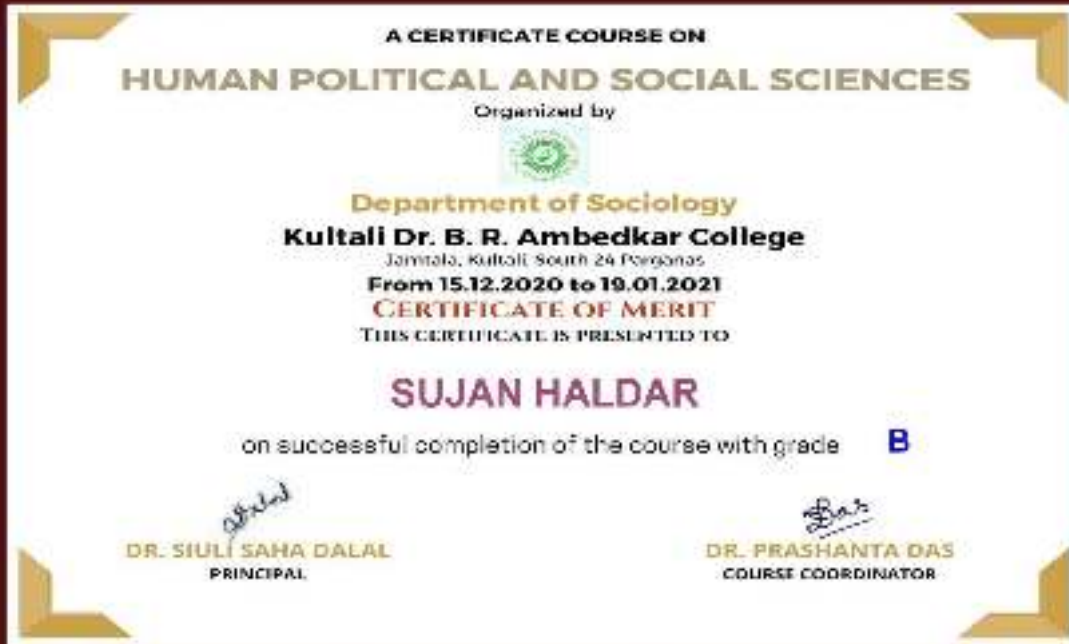 A CERTIFICATE COURSE ON
HUMAN POLITICAL AND SOCIAL SCIENCES
Organized by
Department of Sociology
Kultali Dr. B. R. Ambedkar College
Jamtala, Kultali, South 24 Parganas
From 15.12.2020 to 19.01.2021
CERTIFICATE OF MERIT
THIS CERTIFICATE IS PRESENTED TO
SUJAN HALDAR
on successful completion of the course with grade B
DR. SIULI SAHA DALAL
PRINCIPAL
Das
DR. PRASHANTA DAS
COURSE COORDINATOR